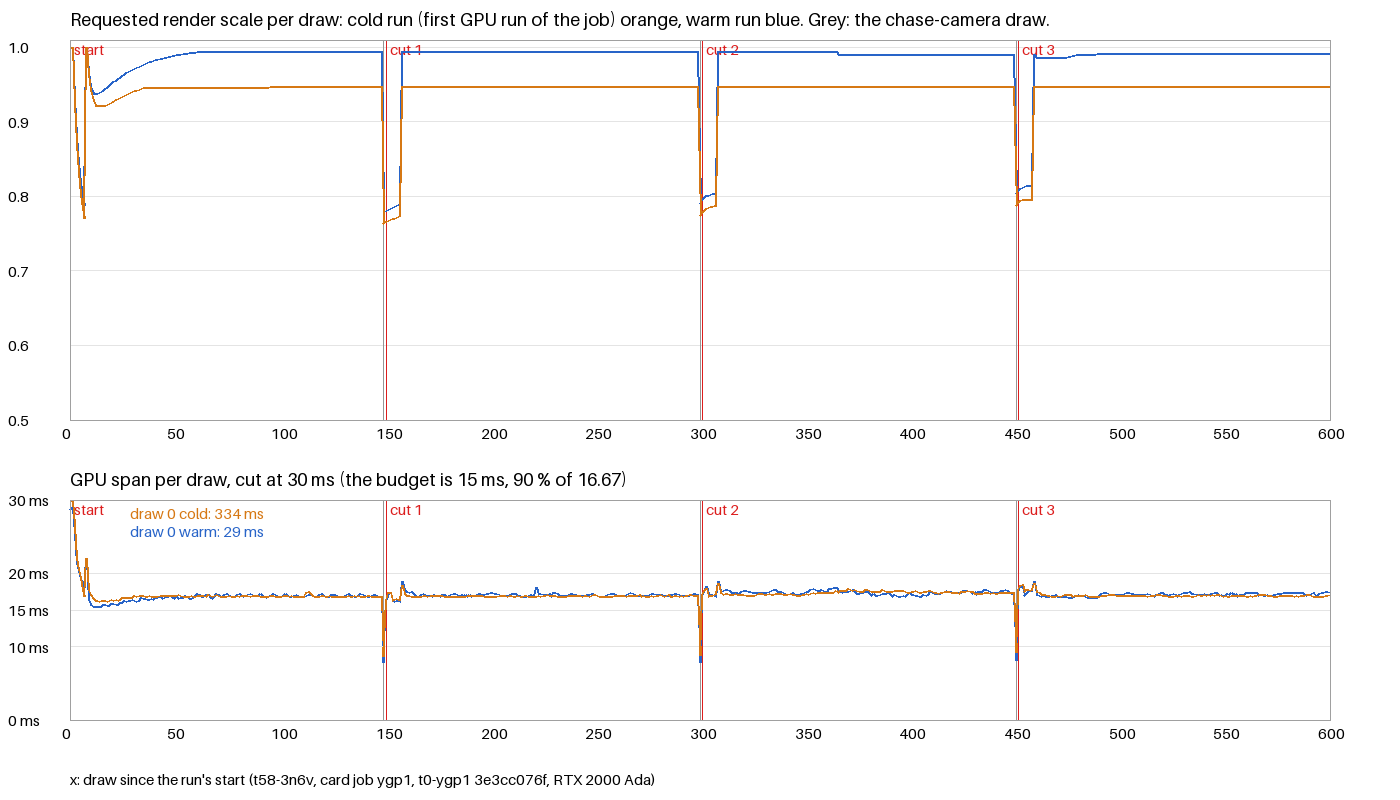 Requested render scale per draw: cold run (first GPU run of the job) orange, warm run blue. Grey: the chase-camera draw.
1.0
start
cut 1
cut 2
cut 3
0.9
0.8
0.7
0.6
0.5
0 50 100 150 200 250 300 350 400 450 500 550 600
GPU span per draw, cut at 30 ms (the budget is 15 ms, 90 % of 16.67)
30 ms
start
draw 0 cold: 334 ms
draw 0 warm: 29 ms
cut 1
cut 2
cut 3
20 ms
15 ms
10 ms
0 ms
0 50 100 150 200 250 300 350 400 450 500 550 600
x: draw since the run's start (t58-3n6v, card job ygp1, t0-ygp1 3e3cc076f, RTX 2000 Ada)